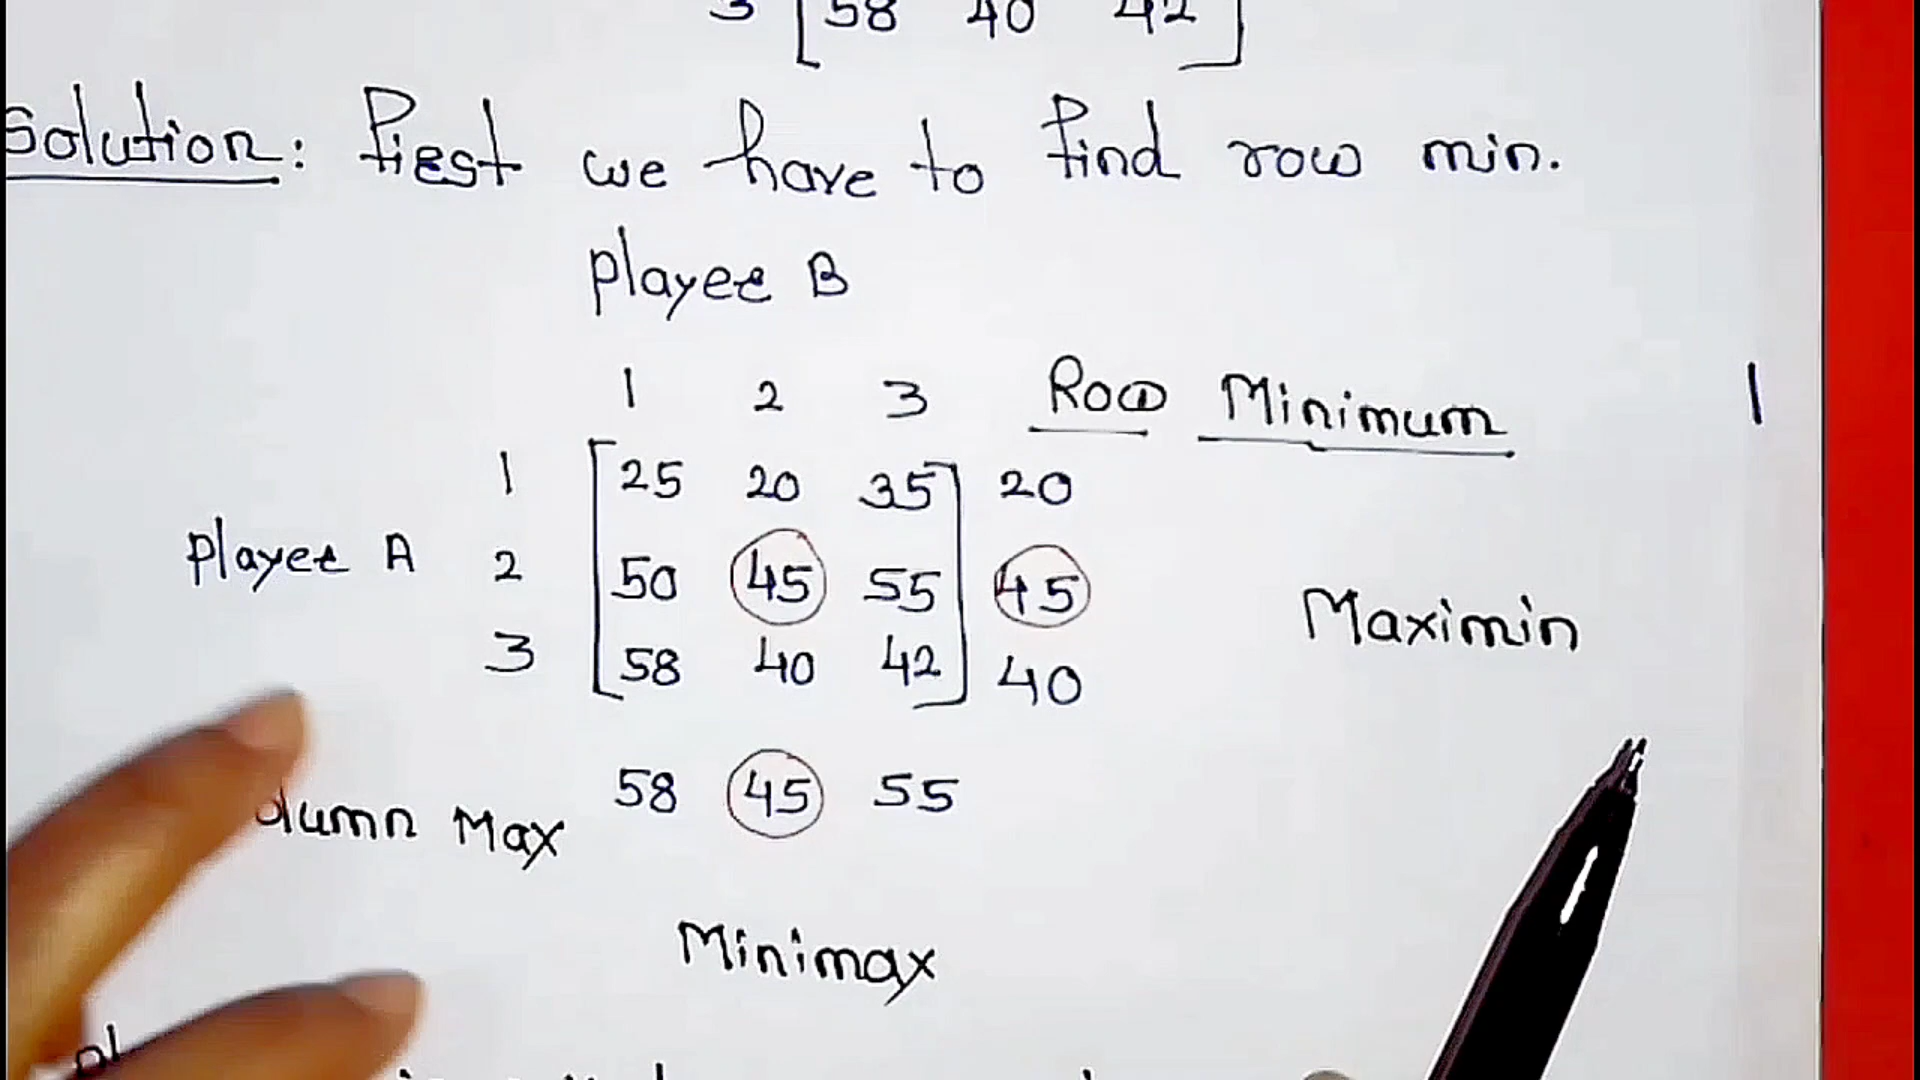 3 [58 40 42]
Solution: First we have to find row min.
Player B
1 2 3 Row Minimum
1 [25 20 35] 20
Player A 2 50 45 55 45 Maximin
3 58 40 42 40
olumn Max 58 45 55
Minimax